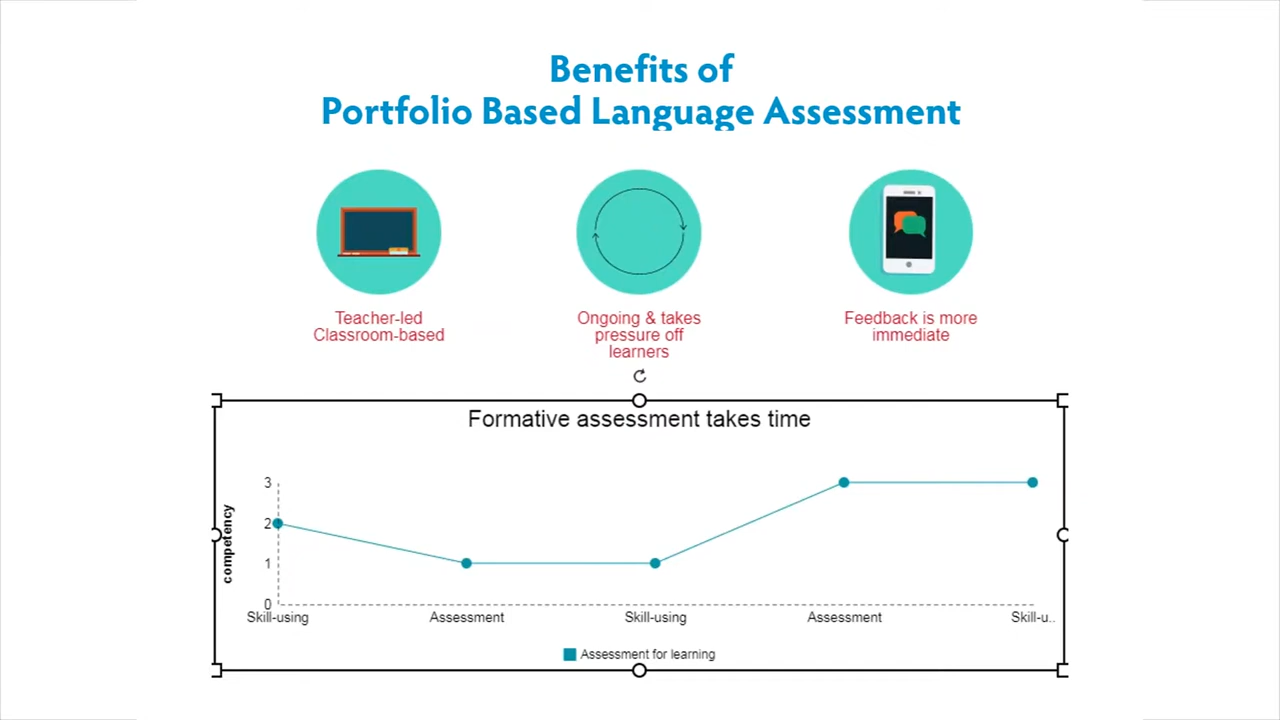 Benefits of
Portfolio Based Language Assessment
Teacher-led
Classroom-based
Ongoing & takes
pressure off
learners
Feedback is more
immediate
Formative assessment takes time
competency
3
2
1
0
Skill-using
Assessment
Skill-using
Assessment
Skill-u..
Assessment for learning